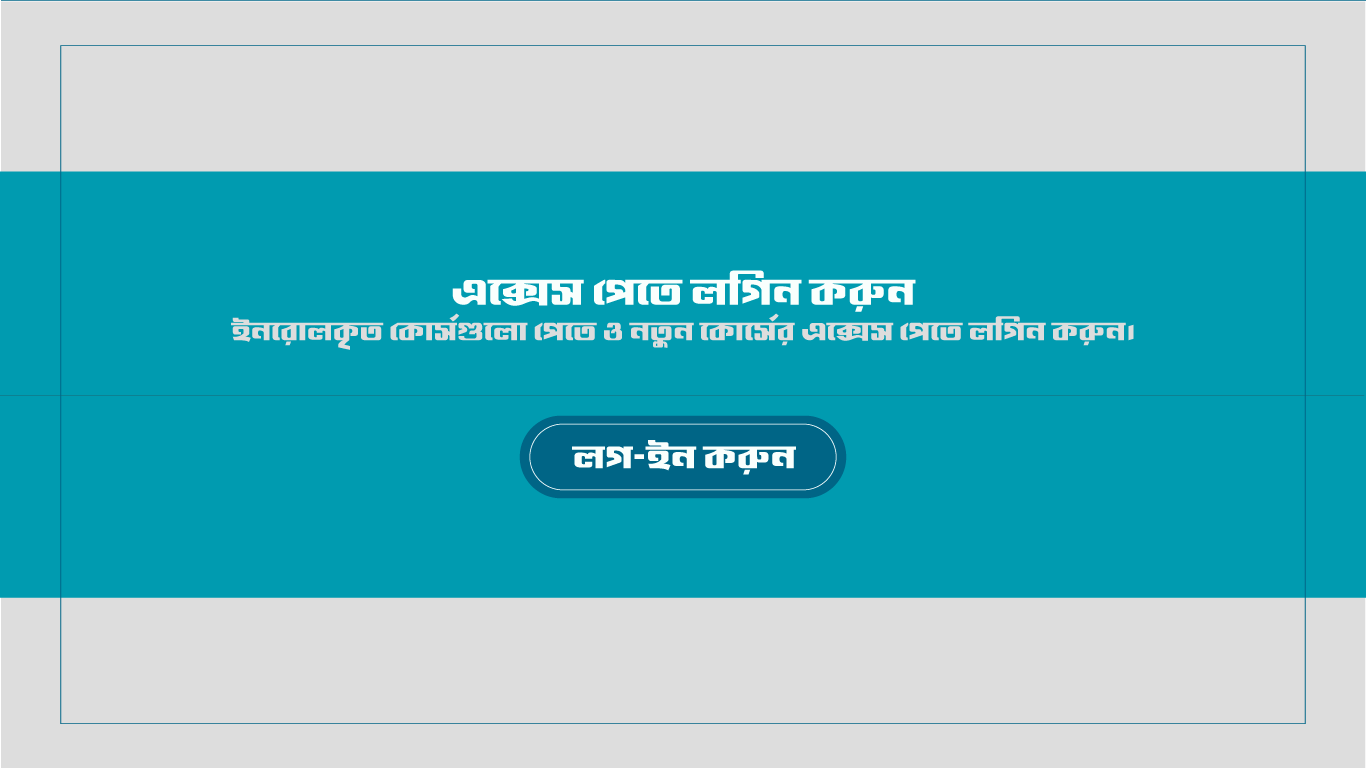 এক্সেস পেতে লগিন করুন
ইনরোলকৃত কোর্সগুলো পেতে ও নতুন কোর্সের এক্সেস পেতে লগিন করুন।
লগ-ইন করুন